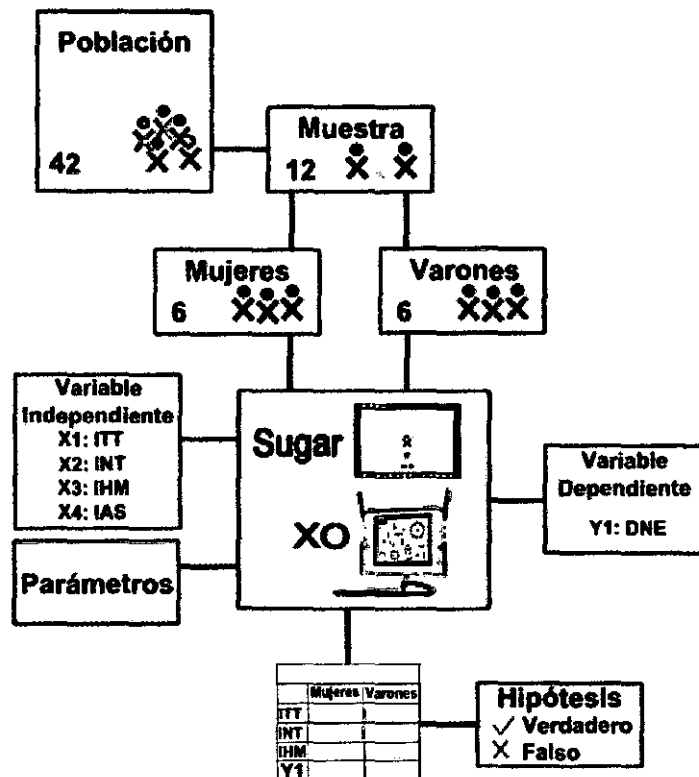 Población
42
Muestra
12
Mujeres
6
Varones
6
Variable
Independiente
X1: ITT
X2: INT
X3: IHM
X4: IAS
Parámetros
Sugar
XO
Variable
Dependiente
Y1: DNE
Mujeres Varones
ITT
INT
IHM
Y1
Hipótesis
✓ Verdadero
X Falso